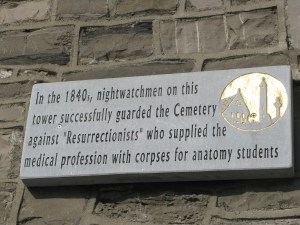 In the 1840s, nightwatchmen on this
tower successfully guarded the Cemetery
against "Resurrectionists" who supplied the
medical profession with corpses for anatomy students